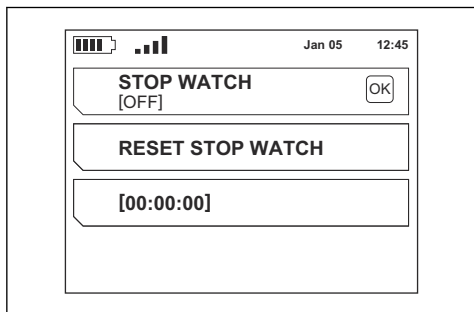 Jan 05 12:45
STOP WATCH
[OFF]
OK
RESET STOP WATCH
[00:00:00]